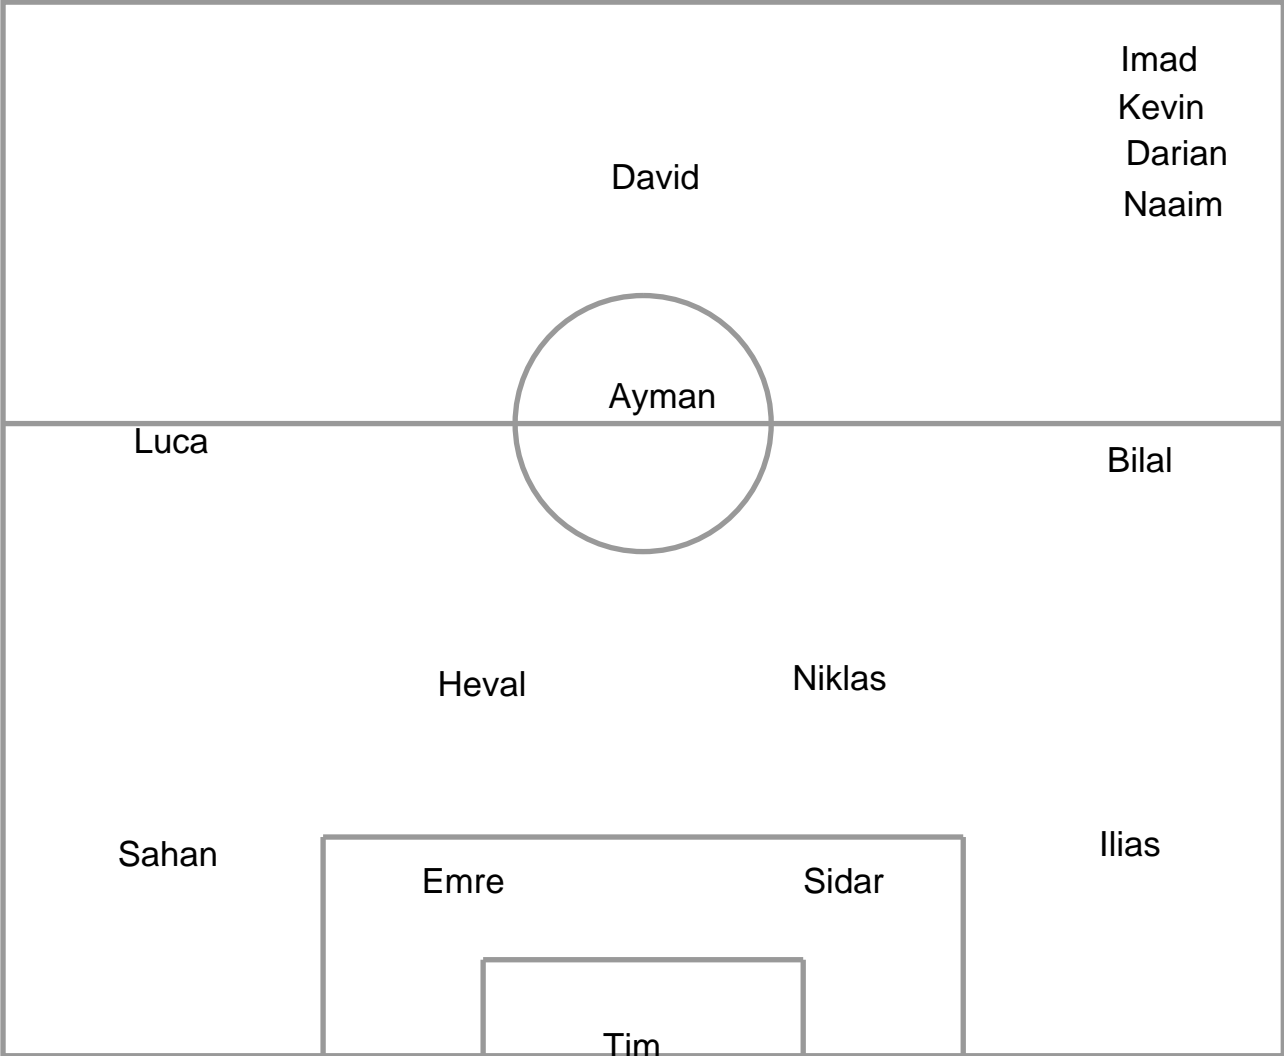 Imad
Kevin
Darian
David
Naaim
Ayman
Luca
Bilal
Heval
Niklas
Sahan
Ilias
Emre
Sidar
Tim